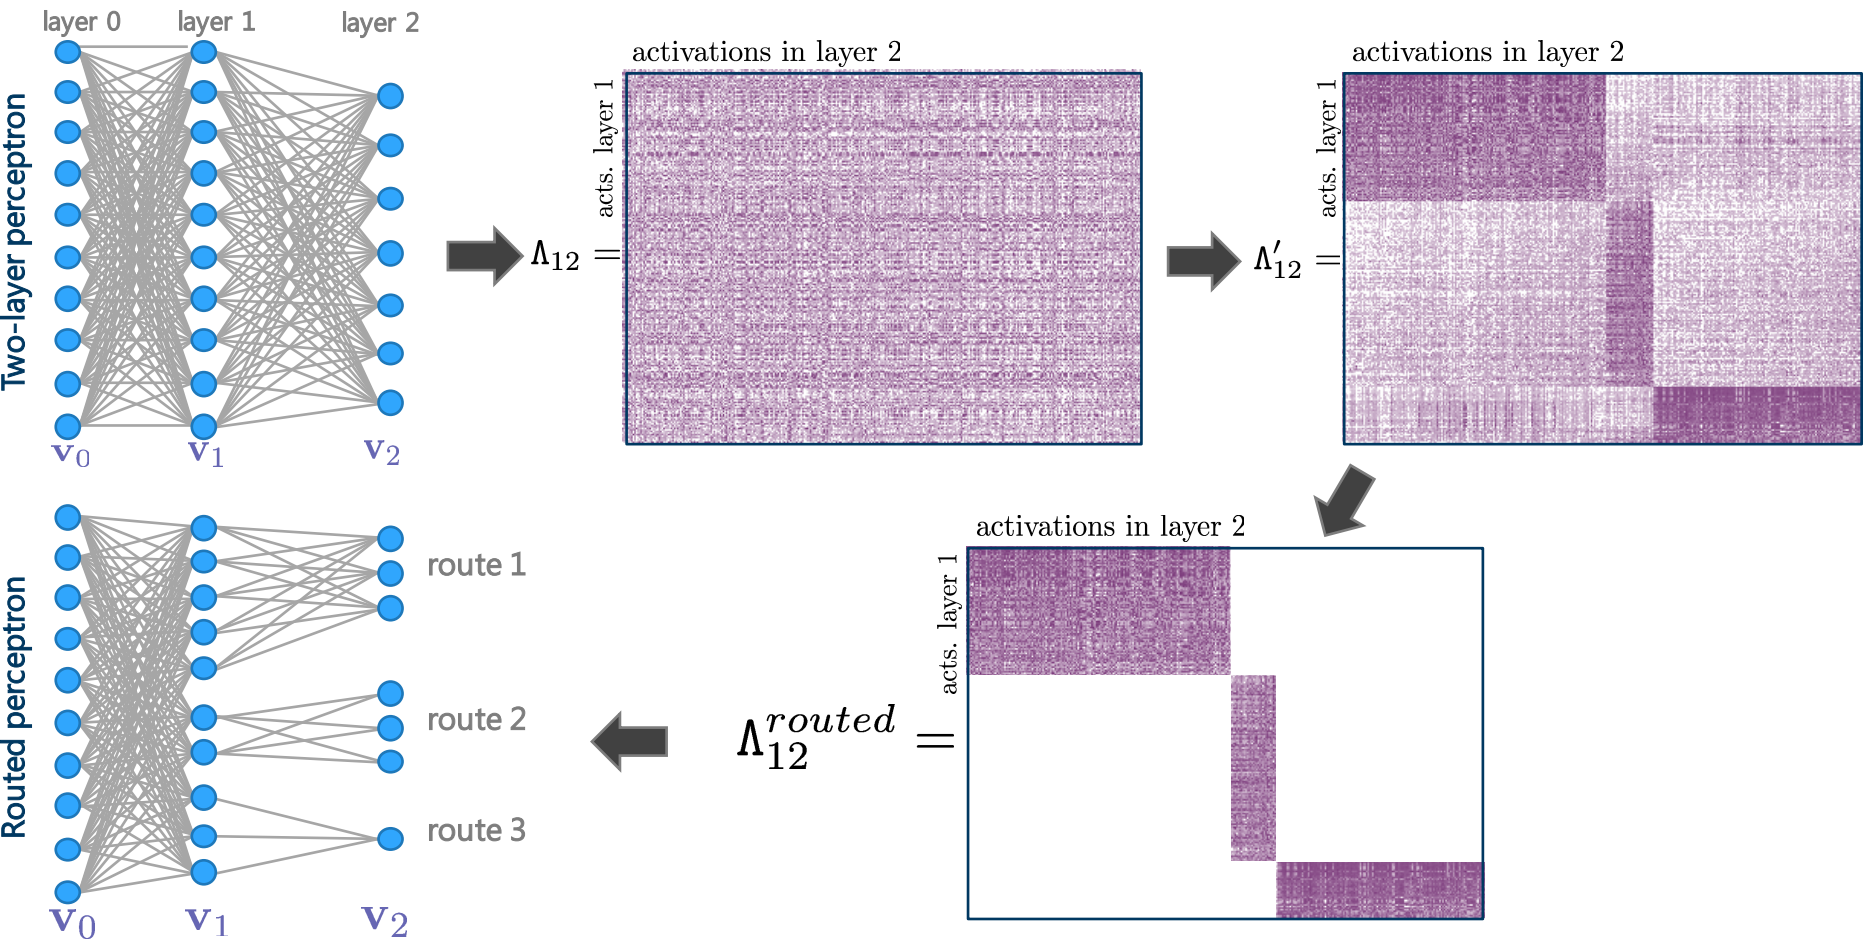 layer 0
layer 1
layer 2
Two-layer perceptron
v0
v1
v2
activations in layer 2
acts. layer 1
Λ12 =
activations in layer 2
acts. layer 1
Λ′12 =
activations in layer 2
acts. layer 1
Λ12^routed =
Routed perceptron
route 1
route 2
route 3
v0
v1
v2